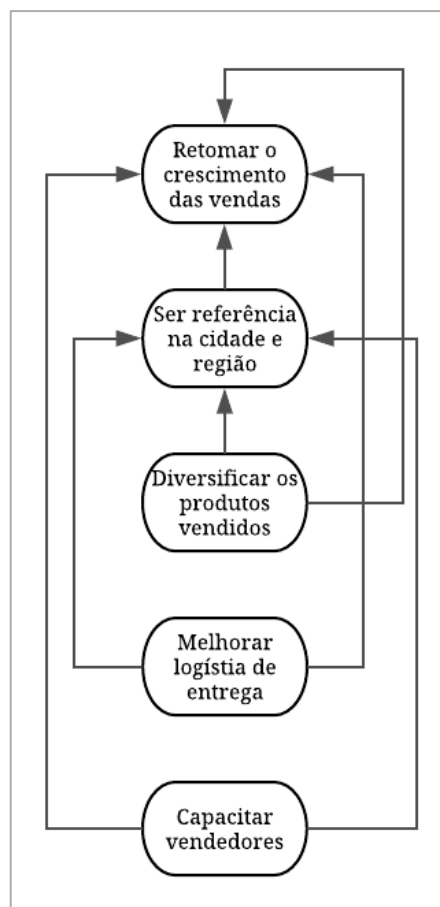 Retomar o
crescimento
das vendas
Ser referência
na cidade e
região
Diversificar os
produtos
vendidos
Melhorar
logístia de
entrega
Capacitar
vendedores